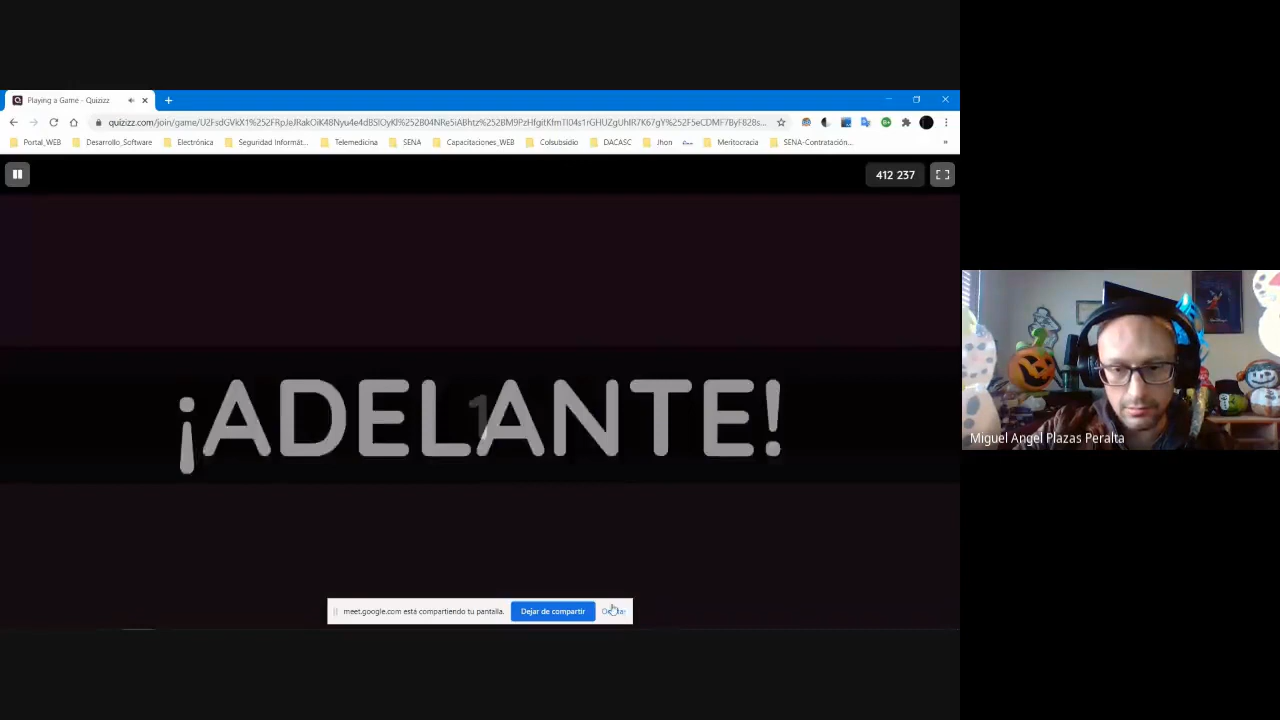 Playing a Game - Quizizz
Portal_WEB Desarrollo_Software Electrónica Seguridad Informát... Telemedicina SENA Capacitaciones_WEB Colsubsidio DACASC Jhon Meritocracia SENA-Contratación... »
412 237
¡ADELANTE!
1
Miguel Angel Plazas Peralta
meet.google.com está compartiendo tu pantalla. Dejar de compartir